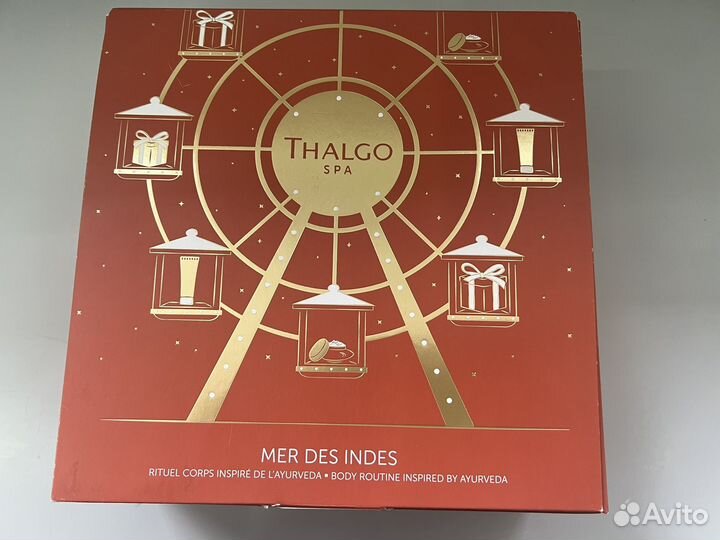 THALGO
SPA
MER DES INDES
RITUEL CORPS INSPIRÉ DE L'AYURVEDA ▪ BODY ROUTINE INSPIRED BY AYURVEDA
Avito